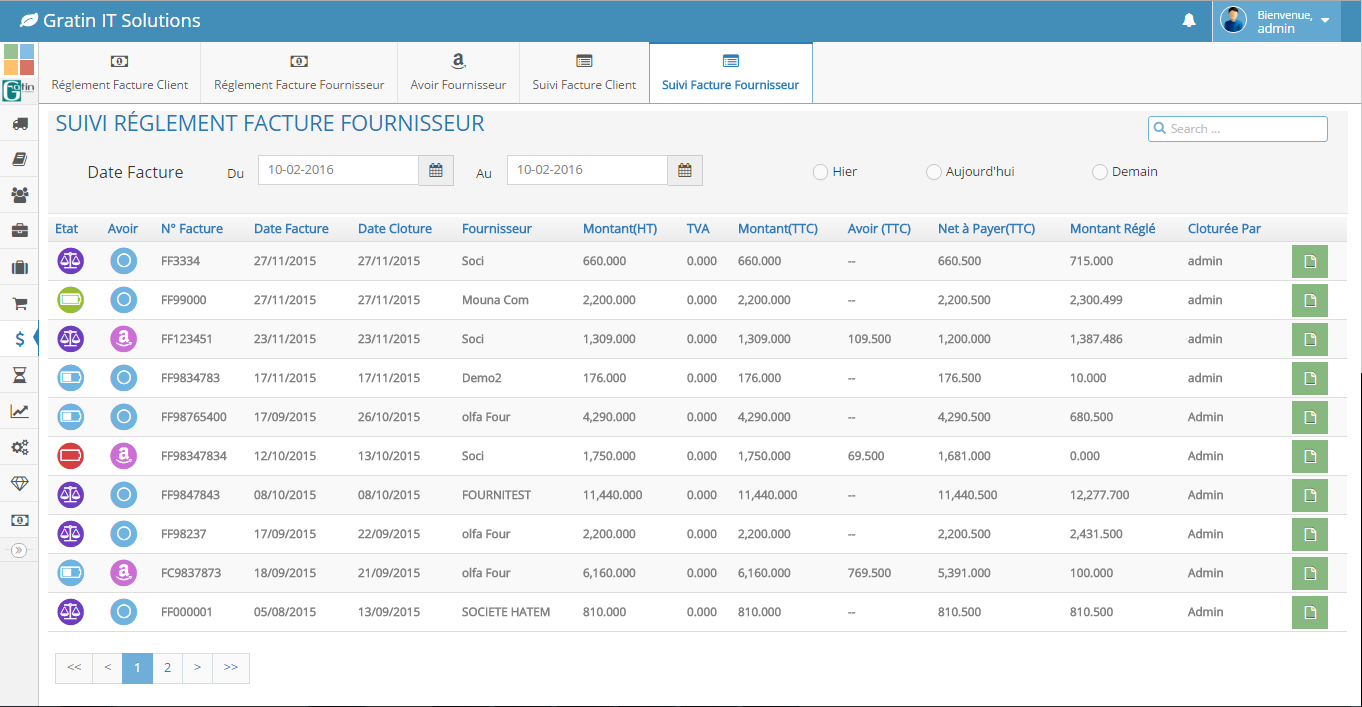 Gratin IT Solutions
Bienvenue,
admin
Réglement Facture Client
Réglement Facture Fournisseur
a
Avoir Fournisseur
Suivi Facture Client
Suivi Facture Fournisseur
Gratin
SUIVI RÉGLEMENT FACTURE FOURNISSEUR
Search ...
Date Facture Du 10-02-2016 Au 10-02-2016 Hier Aujourd'hui Demain
Etat Avoir N° Facture Date Facture Date Cloture Fournisseur Montant(HT) TVA Montant(TTC) Avoir (TTC) Net à Payer(TTC) Montant Réglé Cloturée Par
FF3334 27/11/2015 27/11/2015 Soci 660.000 0.000 660.000 -- 660.500 715.000 admin
FF99000 27/11/2015 27/11/2015 Mouna Com 2,200.000 0.000 2,200.000 -- 2,200.500 2,300.499 admin
a FF123451 23/11/2015 23/11/2015 Soci 1,309.000 0.000 1,309.000 109.500 1,200.000 1,387.486 admin
FF9834783 17/11/2015 17/11/2015 Demo2 176.000 0.000 176.000 -- 176.500 10.000 admin
FF98765400 17/09/2015 26/10/2015 olfa Four 4,290.000 0.000 4,290.000 -- 4,290.500 680.500 Admin
a FF98347834 12/10/2015 13/10/2015 Soci 1,750.000 0.000 1,750.000 69.500 1,681.000 0.000 Admin
FF9847843 08/10/2015 08/10/2015 FOURNITEST 11,440.000 0.000 11,440.000 -- 11,440.500 12,277.700 Admin
FF98237 17/09/2015 22/09/2015 olfa Four 2,200.000 0.000 2,200.000 -- 2,200.500 2,431.500 Admin
a FC9837873 18/09/2015 21/09/2015 olfa Four 6,160.000 0.000 6,160.000 769.500 5,391.000 100.000 Admin
FF000001 05/08/2015 13/09/2015 SOCIETE HATEM 810.000 0.000 810.000 -- 810.500 810.500 Admin
<< < 1 2 > >>